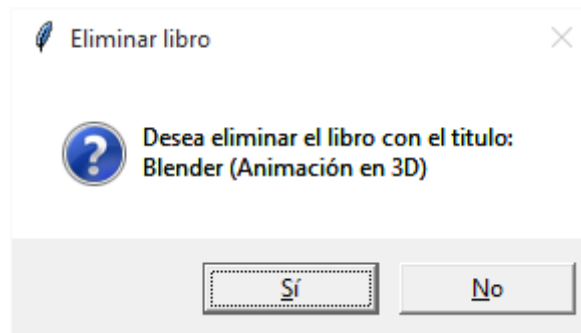 Eliminar libro
Desea eliminar el libro con el titulo:
Blender (Animación en 3D)
Sí
No